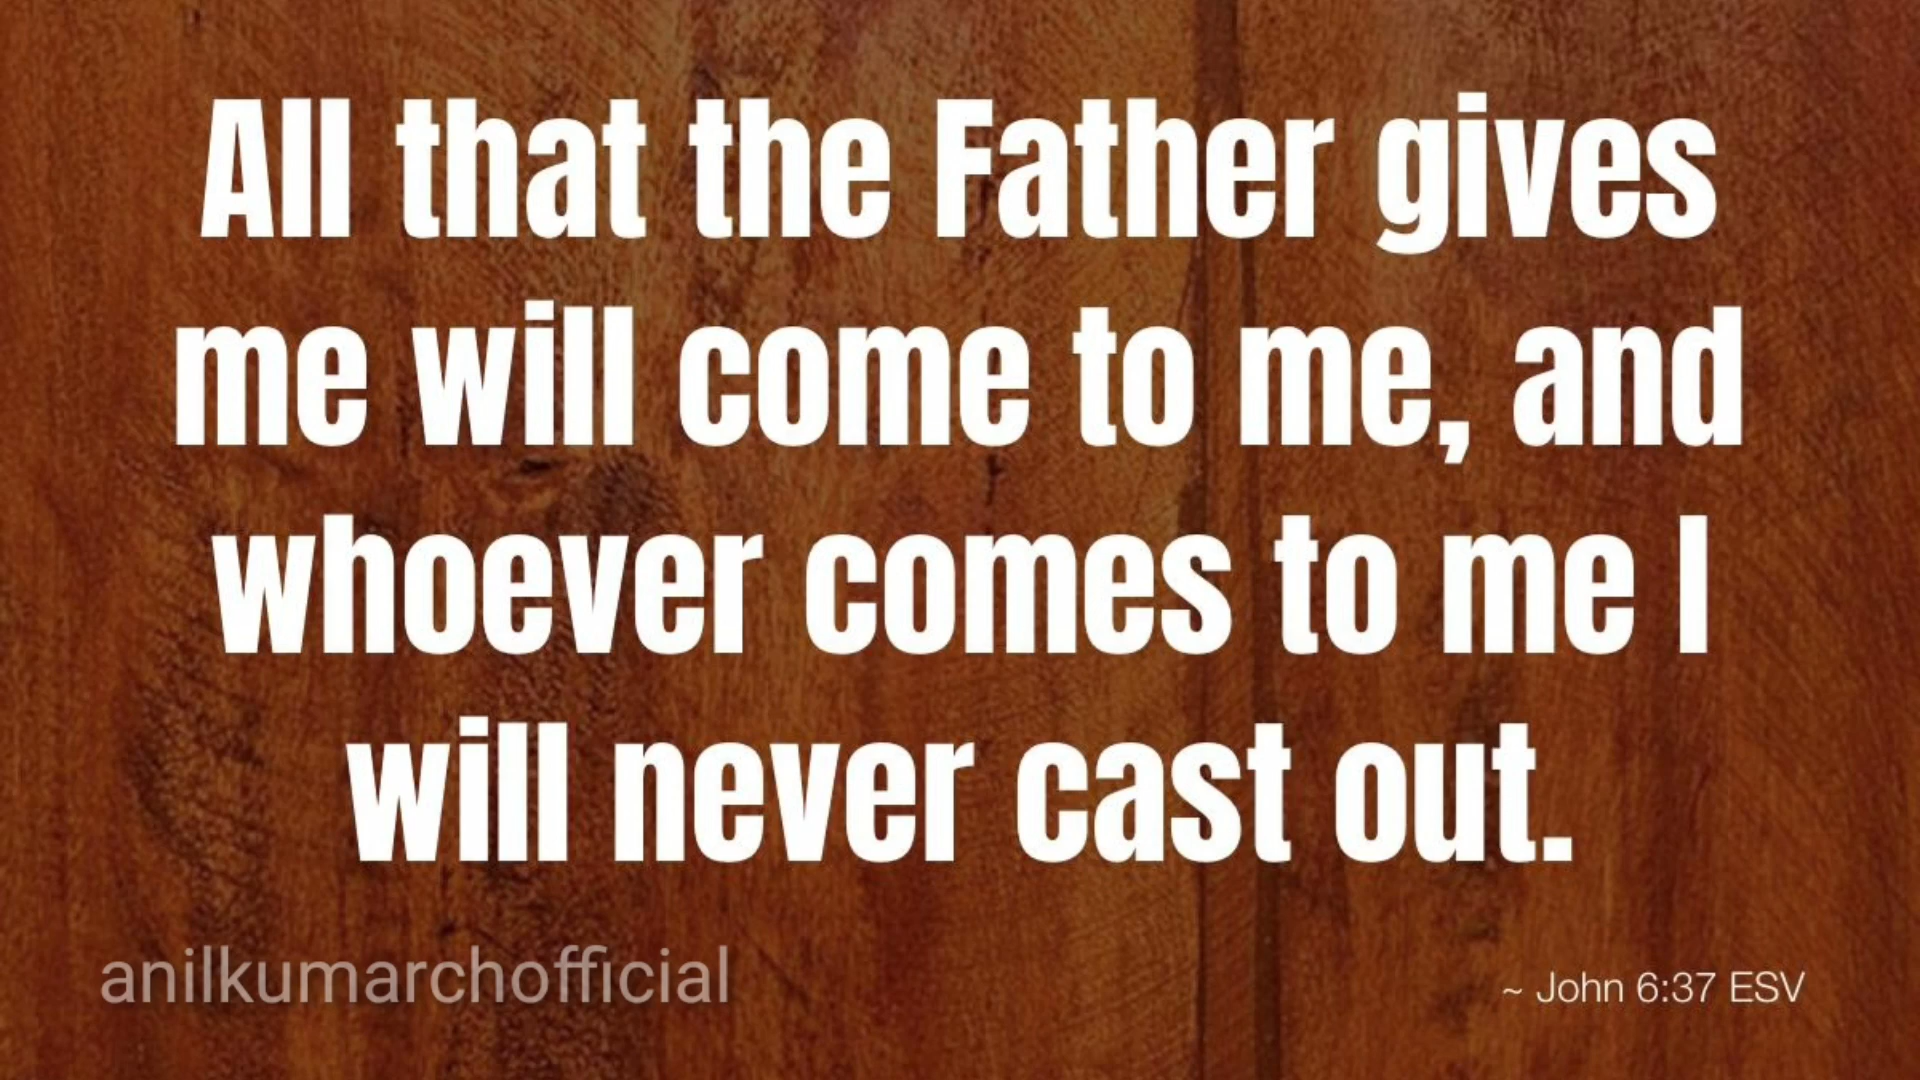 All that the Father gives
me will come to me, and
whoever comes to me I
will never cast out.
anilkumarchofficial
~ John 6:37 ESV